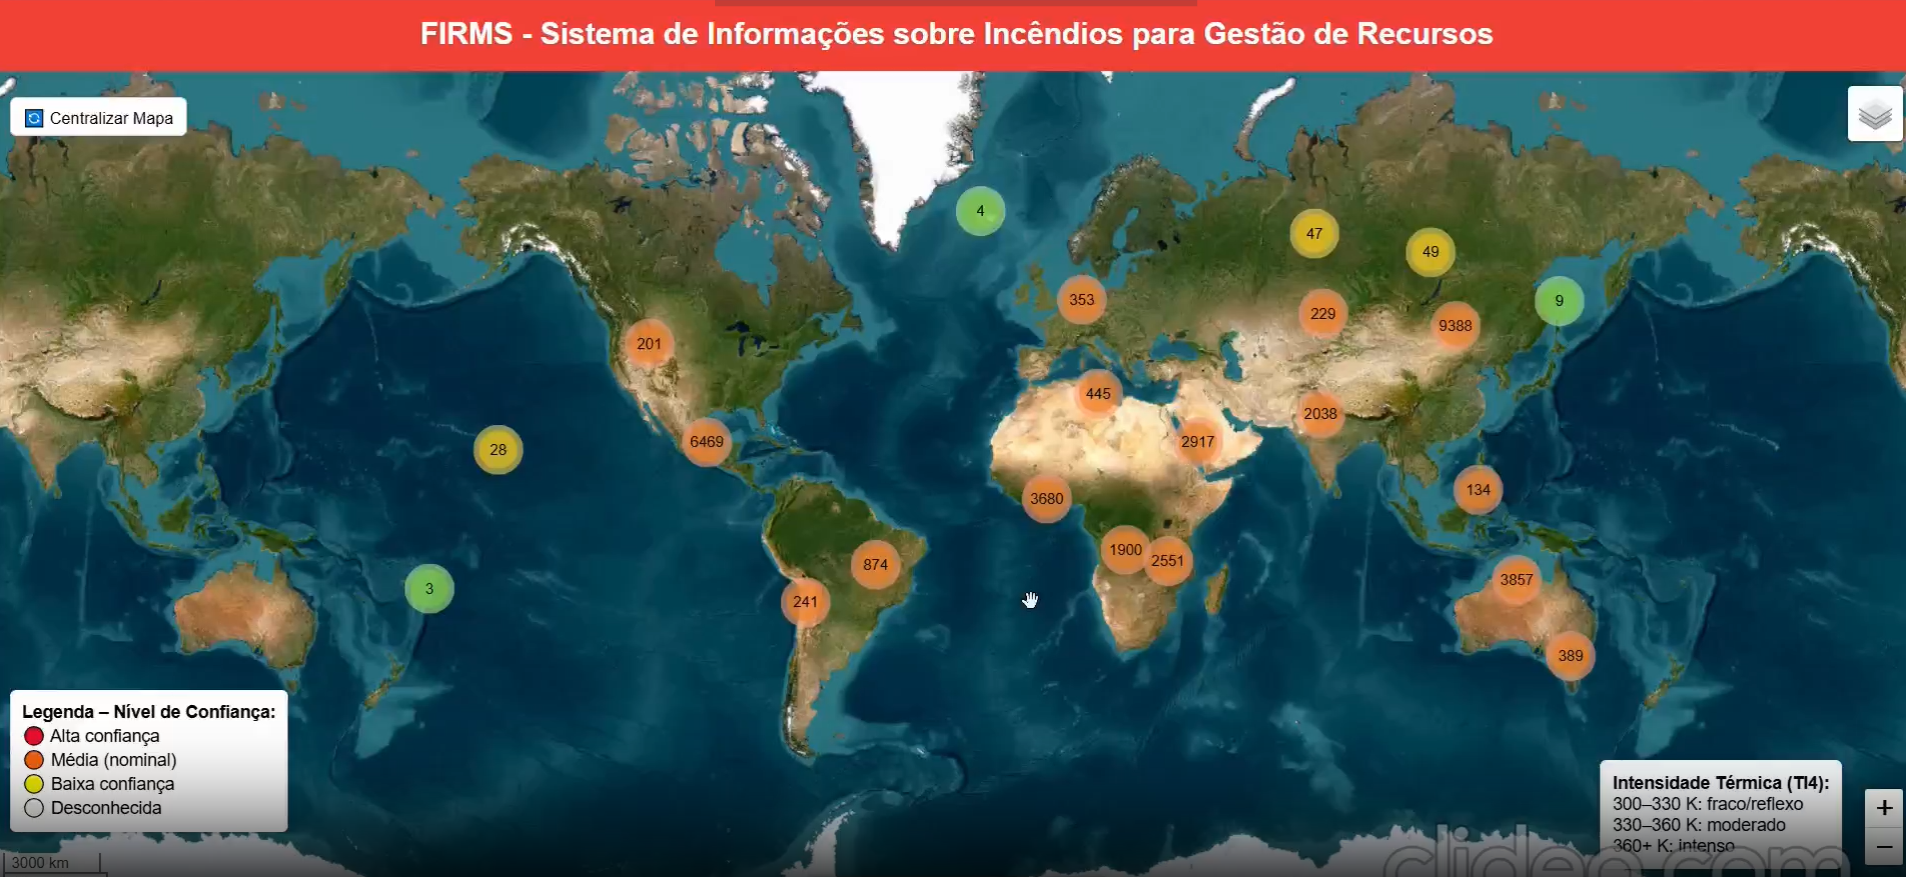 FIRMS - Sistema de Informações sobre Incêndios para Gestão de Recursos
Centralizar Mapa
4
47
49
353
229
9388
9
201
445
2038
6469
2917
28
3680
134
1900
2551
874
3857
3
241
389
Legenda – Nível de Confiança:
Alta confiança
Média (nominal)
Baixa confiança
Desconhecida
3000 km
Intensidade Térmica (TI4):
300–330 K: fraco/reflexo
330–360 K: moderado
360+ K: intenso
+
−
clideo.com